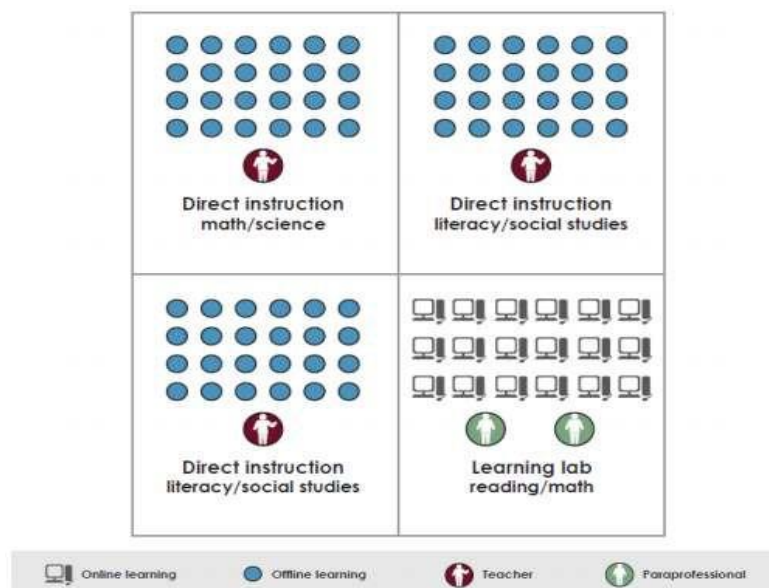 Direct instruction
math/science
Direct instruction
literacy/social studies
Direct instruction
literacy/social studies
Learning lab
reading/math
Online learning
Offline learning
Teacher
Paraprofessional